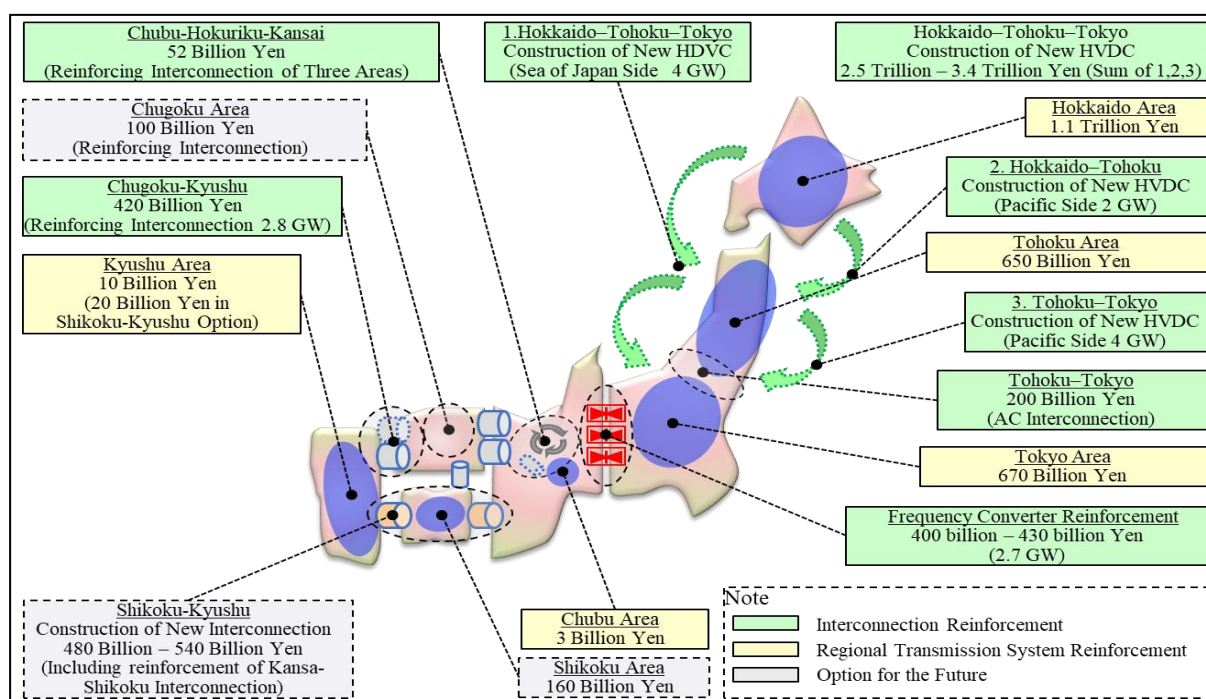 Chubu-Hokuriku-Kansai
52 Billion Yen
(Reinforcing Interconnection of Three Areas)
1.Hokkaido–Tohoku–Tokyo
Construction of New HDVC
(Sea of Japan Side 4 GW)
Hokkaido–Tohoku–Tokyo
Construction of New HVDC
2.5 Trillion – 3.4 Trillion Yen (Sum of 1,2,3)
Chugoku Area
100 Billion Yen
(Reinforcing Interconnection)
Hokkaido Area
1.1 Trillion Yen
Chugoku-Kyushu
420 Billion Yen
(Reinforcing Interconnection 2.8 GW)
2. Hokkaido–Tohoku
Construction of New HVDC
(Pacific Side 2 GW)
Kyushu Area
10 Billion Yen
(20 Billion Yen in
Shikoku-Kyushu Option)
Tohoku Area
650 Billion Yen
3. Tohoku–Tokyo
Construction of New HVDC
(Pacific Side 4 GW)
Tohoku–Tokyo
200 Billion Yen
(AC Interconnection)
Tokyo Area
670 Billion Yen
Frequency Converter Reinforcement
400 billion – 430 billion Yen
(2.7 GW)
Shikoku-Kyushu
Construction of New Interconnection
480 Billion – 540 Billion Yen
(Including reinforcement of Kansa-
Shikoku Interconnection)
Chubu Area
3 Billion Yen
Shikoku Area
160 Billion Yen
Note
Interconnection Reinforcement
Regional Transmission System Reinforcement
Option for the Future